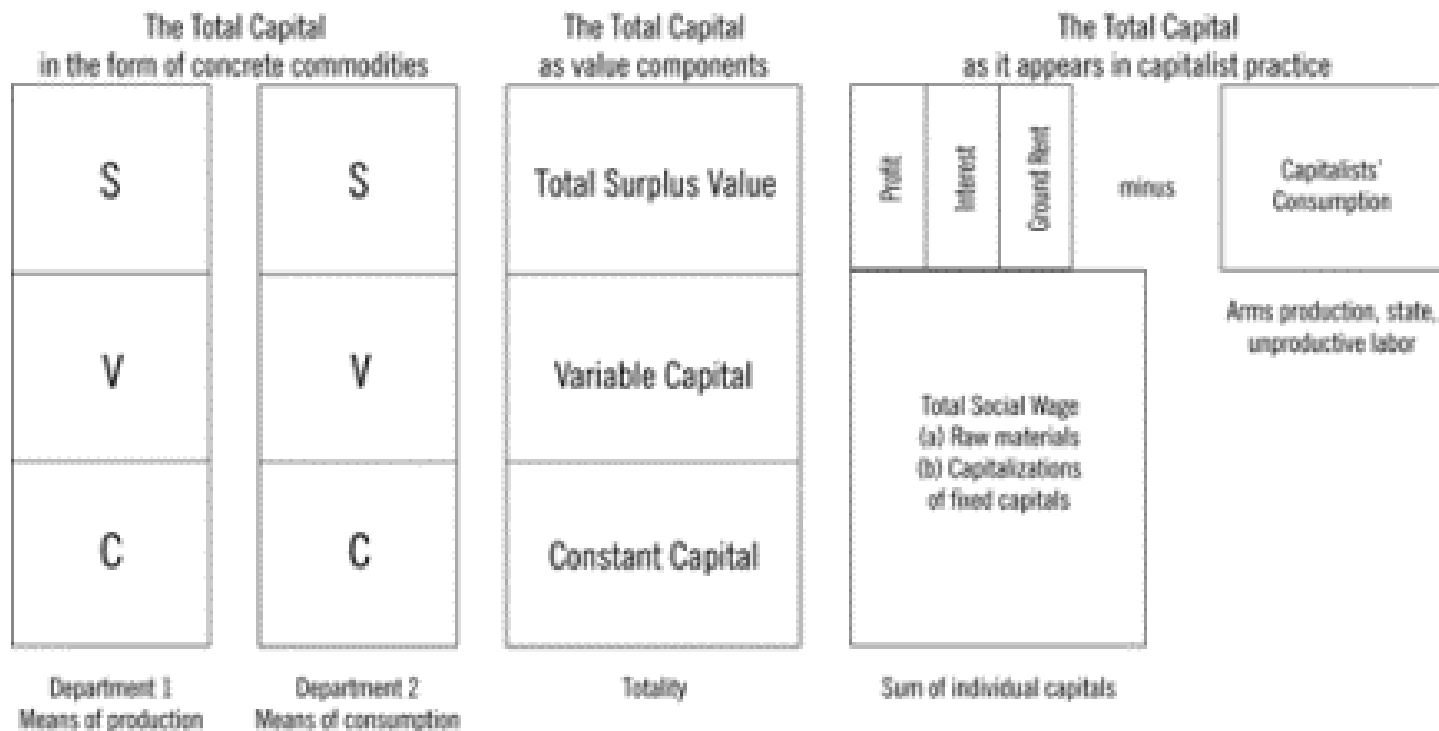 The Total Capital
in the form of concrete commodities
The Total Capital
as value components
The Total Capital
as it appears in capitalist practice
S
S
Total Surplus Value
Profit
Interest
Ground Rent
minus
Capitalists'
Consumption
Arms production, state,
unproductive labor
V
V
Variable Capital
Total Social Wage
(a) Raw materials
(b) Capitalizations
of fixed capitals
C
C
Constant Capital
Department 1
Means of production
Department 2
Means of consumption
Totality
Sum of individual capitals